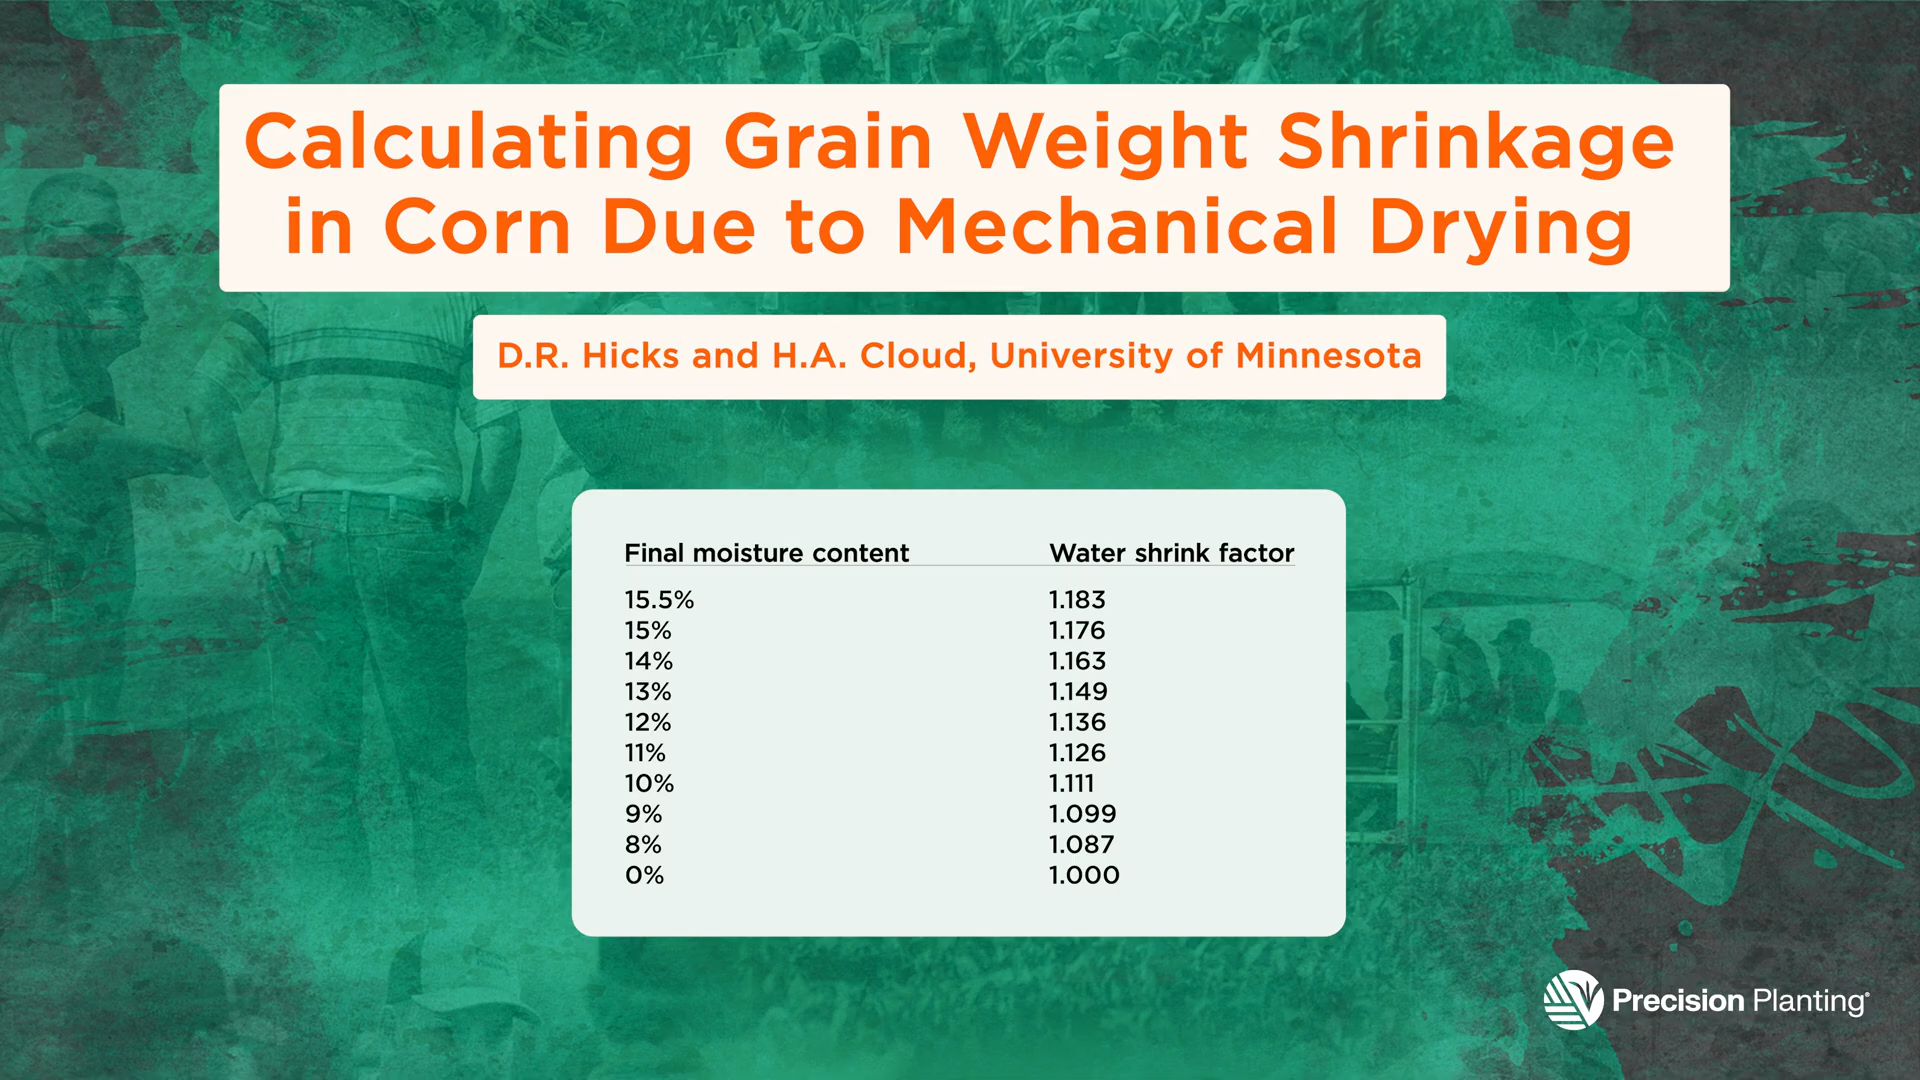 Calculating Grain Weight Shrinkage
in Corn Due to Mechanical Drying
D.R. Hicks and H.A. Cloud, University of Minnesota
Final moisture content Water shrink factor
15.5% 1.183
15% 1.176
14% 1.163
13% 1.149
12% 1.136
11% 1.126
10% 1.111
9% 1.099
8% 1.087
0% 1.000
Precision Planting®